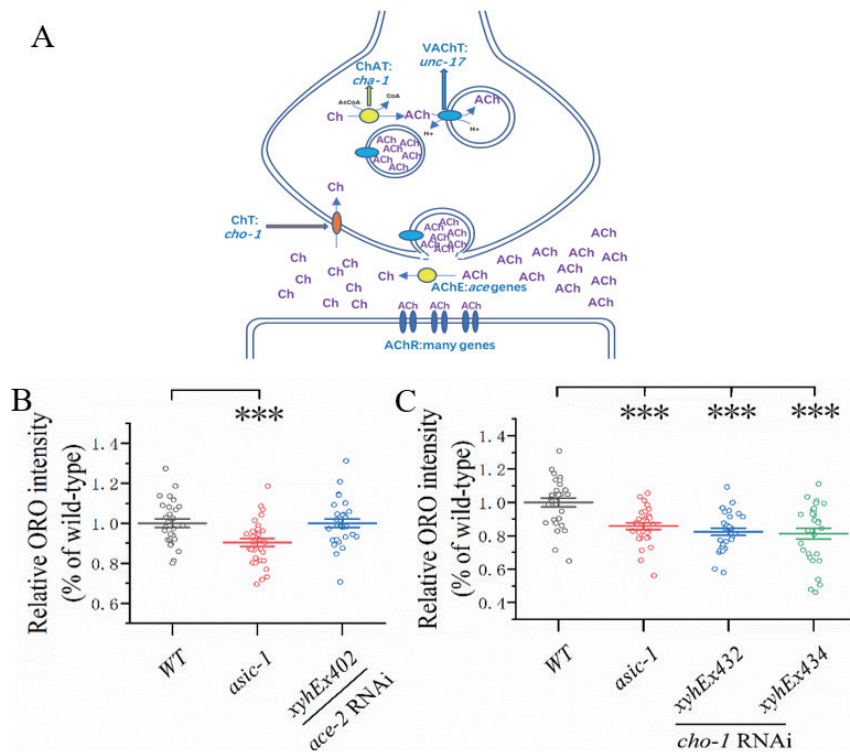 A
ChAT:
cha-1
VAChT:
unc-17
AcCoA
CoA
Ch
ACh
ACh
H+
H+
ACh
ACh
ACh
ACh
ACh
ACh
ACh
Ch
ChT:
cho-1
ACh
ACh
ACh
ACh
ACh
ACh
ACh
Ch
Ch
Ch
Ch
Ch
Ch
Ch
Ch
ACh
ACh
ACh
ACh
ACh
ACh
ACh
ACh
ACh
ACh
ACh
AChE:ace genes
ACh
ACh
ACh
AChR:many genes
B
***
Relative ORO intensity
(% of wild-type)
1.4
1.2
1.0
0.8
0.6
WT
asic-1
xyhEx402
ace-2 RNAi
C
***
***
***
Relative ORO intensity
(% of wild-type)
1.4
1.2
1.0
0.8
0.6
0.4
WT
asic-1
xyhEx432
xyhEx434
cho-1 RNAi